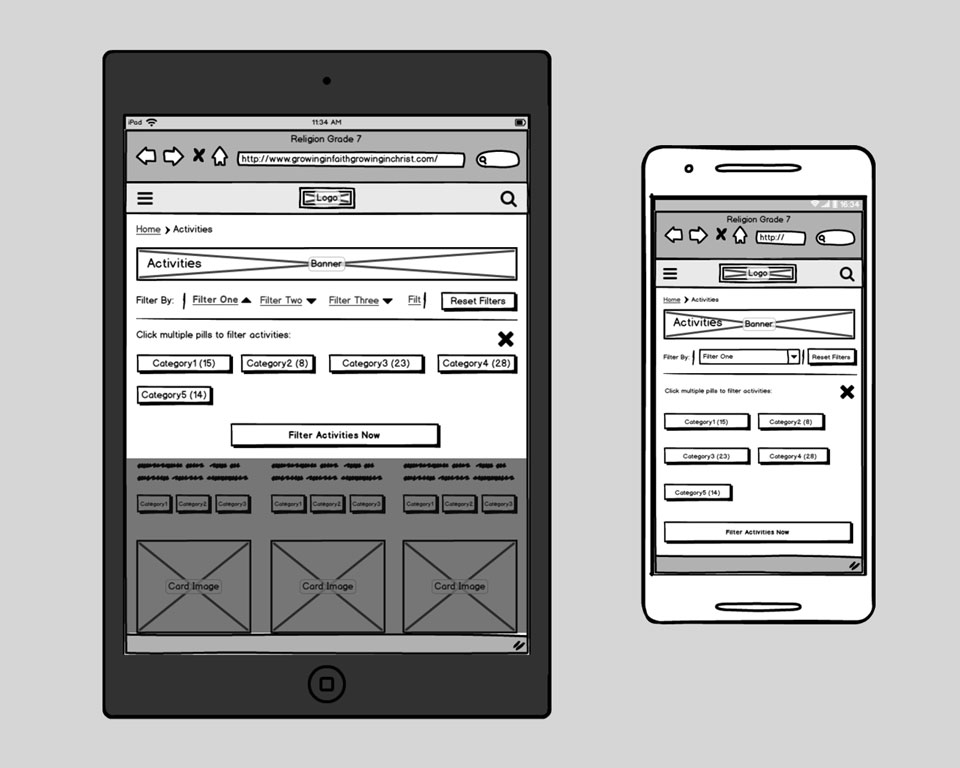 iPad 11:34 AM
Religion Grade 7
http://www.growinginfaithgrowinginchrist.com/
Logo
Home Activities
Activities Banner
Filter By: Filter One Filter Two Filter Three Filt Reset Filters
Click multiple pills to filter activities:
Category1 (15) Category2 (8) Category3 (23) Category4 (28)
Category5 (14)
Filter Activities Now
Category1 Category2 Category3 Category1 Category2 Category3 Category1 Category2 Category3
Card Image Card Image Card Image
16:34
Religion Grade 7
http://
Logo
Home Activities
Activities Banner
Filter By: Filter One Reset Filters
Click multiple pills to filter activities:
Category1 (15) Category2 (8)
Category3 (23) Category4 (28)
Category5 (14)
Filter Activities Now